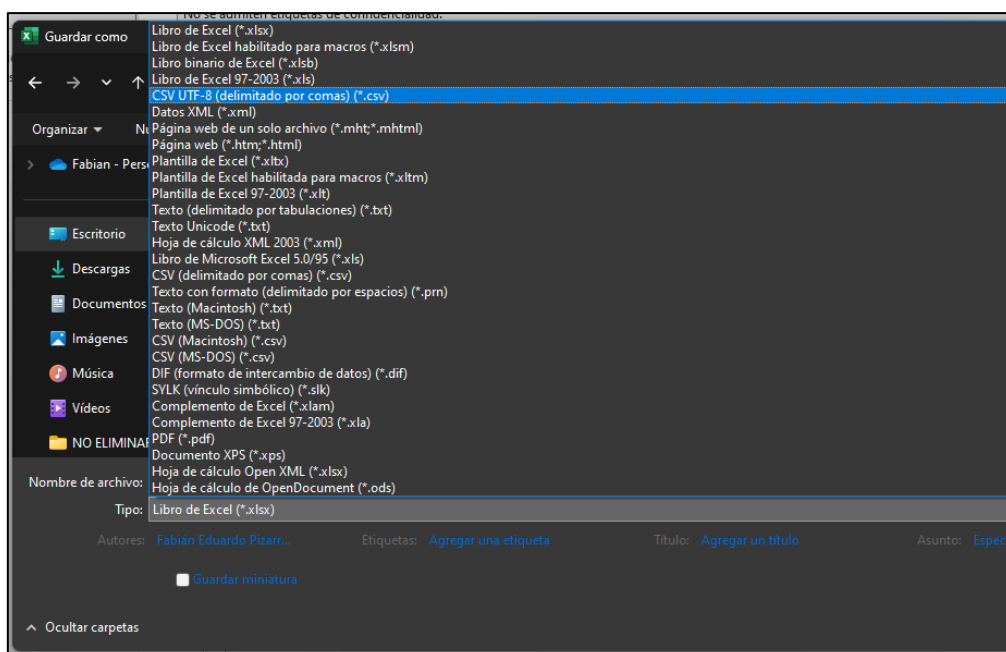 No se admiten etiquetas de confidencialidad.
Guardar como
Libro de Excel (*.xlsx)
Libro de Excel habilitado para macros (*.xlsm)
Libro binario de Excel (*.xlsb)
Libro de Excel 97-2003 (*.xls)
CSV UTF-8 (delimitado por comas) (*.csv)
Datos XML (*.xml)
Página web de un solo archivo (*.mht;*.mhtml)
Página web (*.htm;*.html)
Plantilla de Excel (*.xltx)
Plantilla de Excel habilitada para macros (*.xltm)
Plantilla de Excel 97-2003 (*.xlt)
Texto (delimitado por tabulaciones) (*.txt)
Texto Unicode (*.txt)
Hoja de cálculo XML 2003 (*.xml)
Libro de Microsoft Excel 5.0/95 (*.xls)
CSV (delimitado por comas) (*.csv)
Texto con formato (delimitado por espacios) (*.prn)
Texto (Macintosh) (*.txt)
Texto (MS-DOS) (*.txt)
CSV (Macintosh) (*.csv)
CSV (MS-DOS) (*.csv)
DIF (formato de intercambio de datos) (*.dif)
SYLK (vínculo simbólico) (*.slk)
Complemento de Excel (*.xlam)
Complemento de Excel 97-2003 (*.xla)
PDF (*.pdf)
Documento XPS (*.xps)
Hoja de cálculo Open XML (*.xlsx)
Hoja de cálculo de OpenDocument (*.ods)
Organizar
Nu
Fabian - Pers
Escritorio
Descargas
Documentos
Imágenes
Música
Vídeos
NO ELIMINAR
Nombre de archivo:
Tipo: Libro de Excel (*.xlsx)
Autores: Fabián Eduardo Pizarr... Etiquetas: Agregar una etiqueta Título: Agregar un título Asunto: Espec
Guardar miniatura
Ocultar carpetas